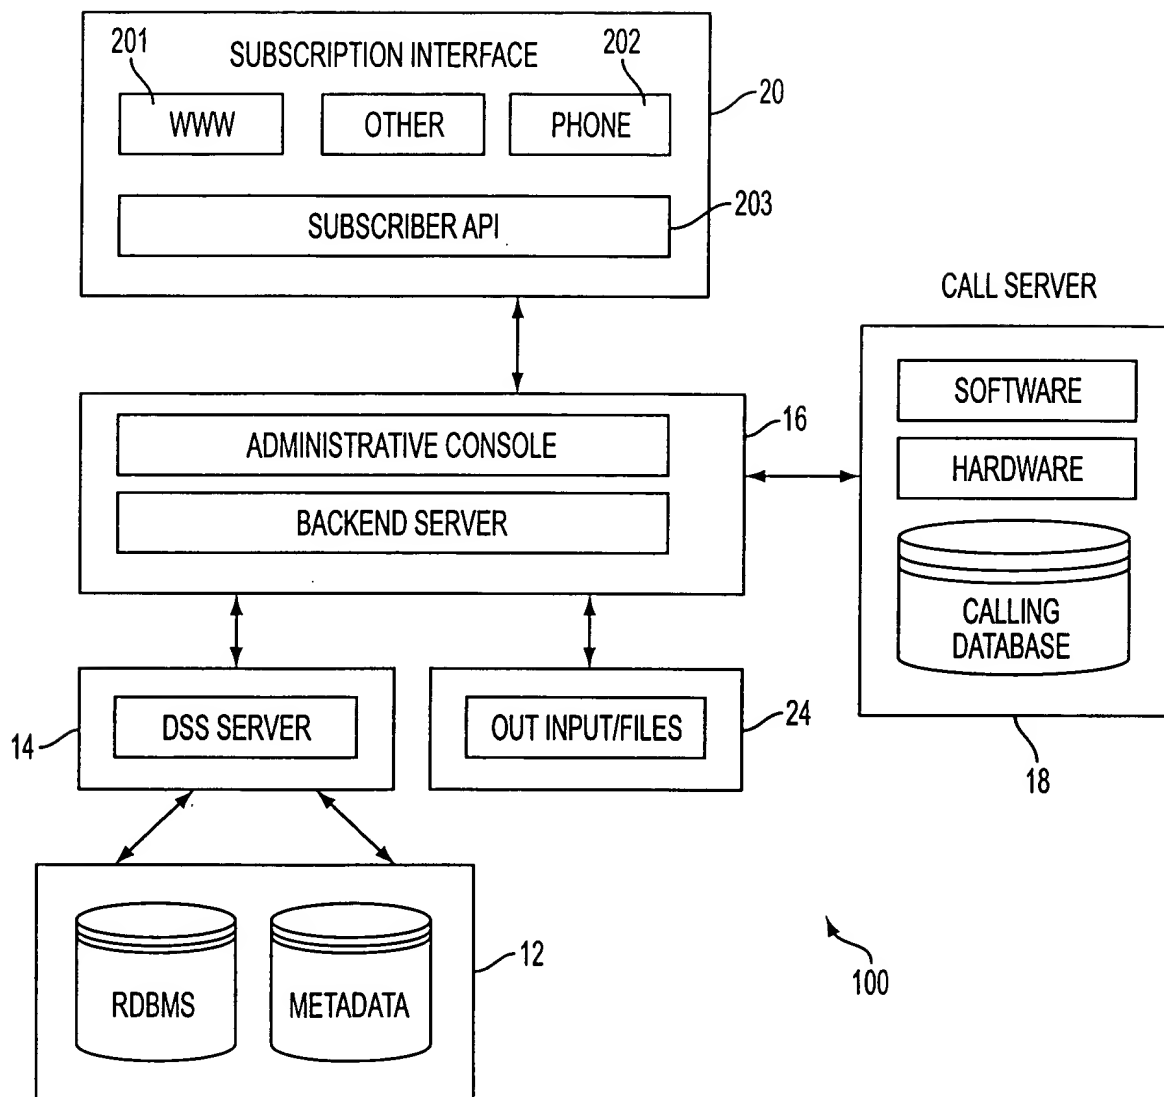 201
202
SUBSCRIPTION INTERFACE
20
WWW
OTHER
PHONE
203
SUBSCRIBER API
CALL SERVER
16
SOFTWARE
ADMINISTRATIVE CONSOLE
HARDWARE
BACKEND SERVER
CALLING
DATABASE
14
DSS SERVER
OUT INPUT/FILES
24
18
12
RDBMS
METADATA
100